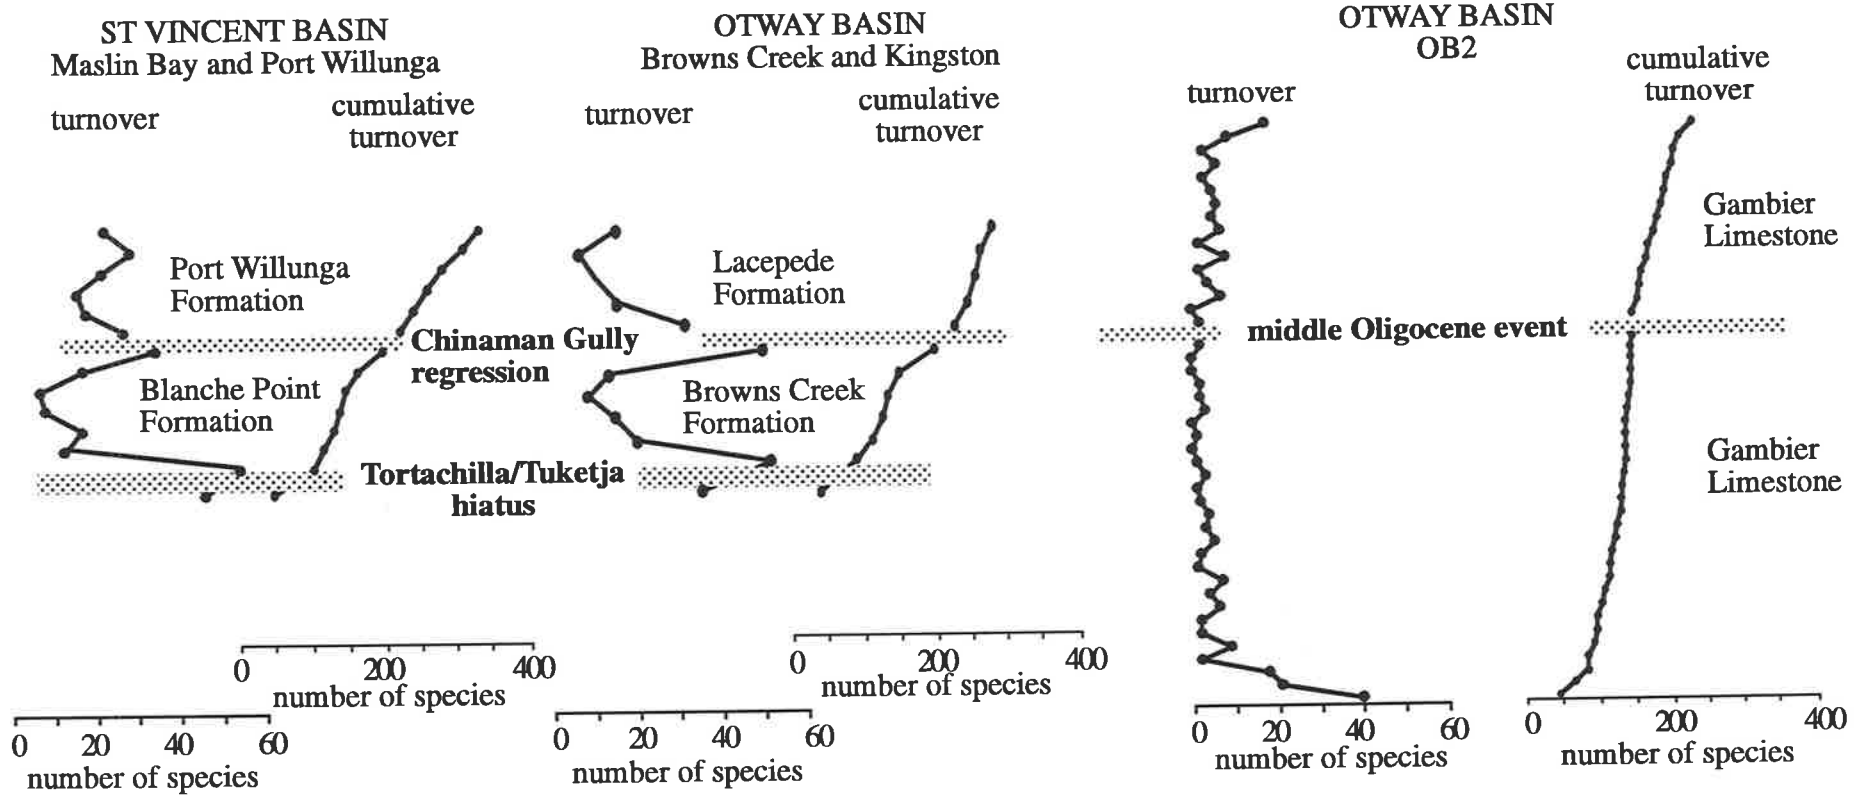 ST VINCENT BASIN
Maslin Bay and Port Willunga
turnover
cumulative
turnover
Port Willunga
Formation
Blanche Point
Formation
Chinaman Gully
regression
Tortachilla/Tuketja
hiatus
0 200 400
number of species
0 20 40 60
number of species
OTWAY BASIN
Browns Creek and Kingston
turnover
cumulative
turnover
Lacepede
Formation
Browns Creek
Formation
0 200 400
number of species
0 20 40 60
number of species
OTWAY BASIN
OB2
turnover
cumulative
turnover
Gambier
Limestone
middle Oligocene event
Gambier
Limestone
0 20 40 60
number of species
0 200 400
number of species